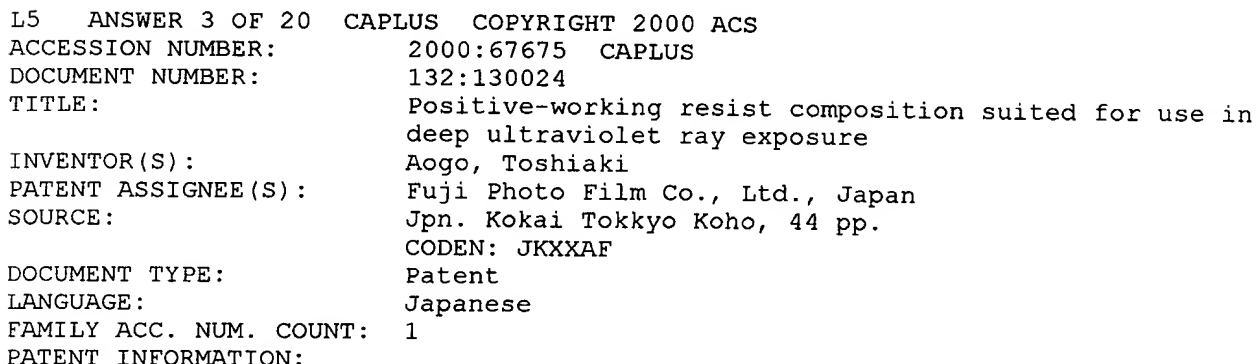 L5 ANSWER 3 OF 20 CAPLUS COPYRIGHT 2000 ACS
ACCESSION NUMBER: 2000:67675 CAPLUS
DOCUMENT NUMBER: 132:130024
TITLE: Positive-working resist composition suited for use in
deep ultraviolet ray exposure
INVENTOR(S): Aogo, Toshiaki
PATENT ASSIGNEE(S): Fuji Photo Film Co., Ltd., Japan
SOURCE: Jpn. Kokai Tokkyo Koho, 44 pp.
CODEN: JKXXAF
DOCUMENT TYPE: Patent
LANGUAGE: Japanese
FAMILY ACC. NUM. COUNT: 1
PATENT INFORMATION: